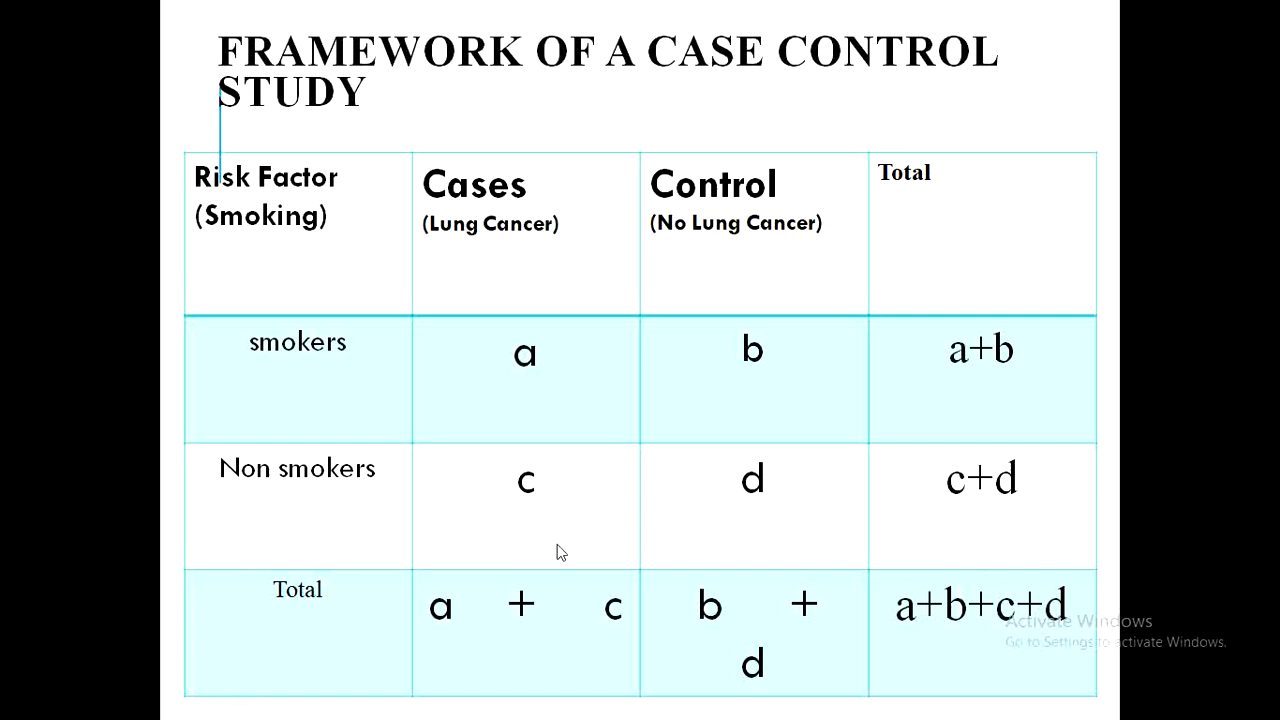 FRAMEWORK OF A CASE CONTROL
STUDY
Risk Factor
(Smoking)
Cases
(Lung Cancer)
Control
(No Lung Cancer)
Total
smokers
a
b
a+b
Non smokers
c
d
c+d
Total
a + c
b +
d
a+b+c+d
Activate Windows
Go to Settings to activate Windows.